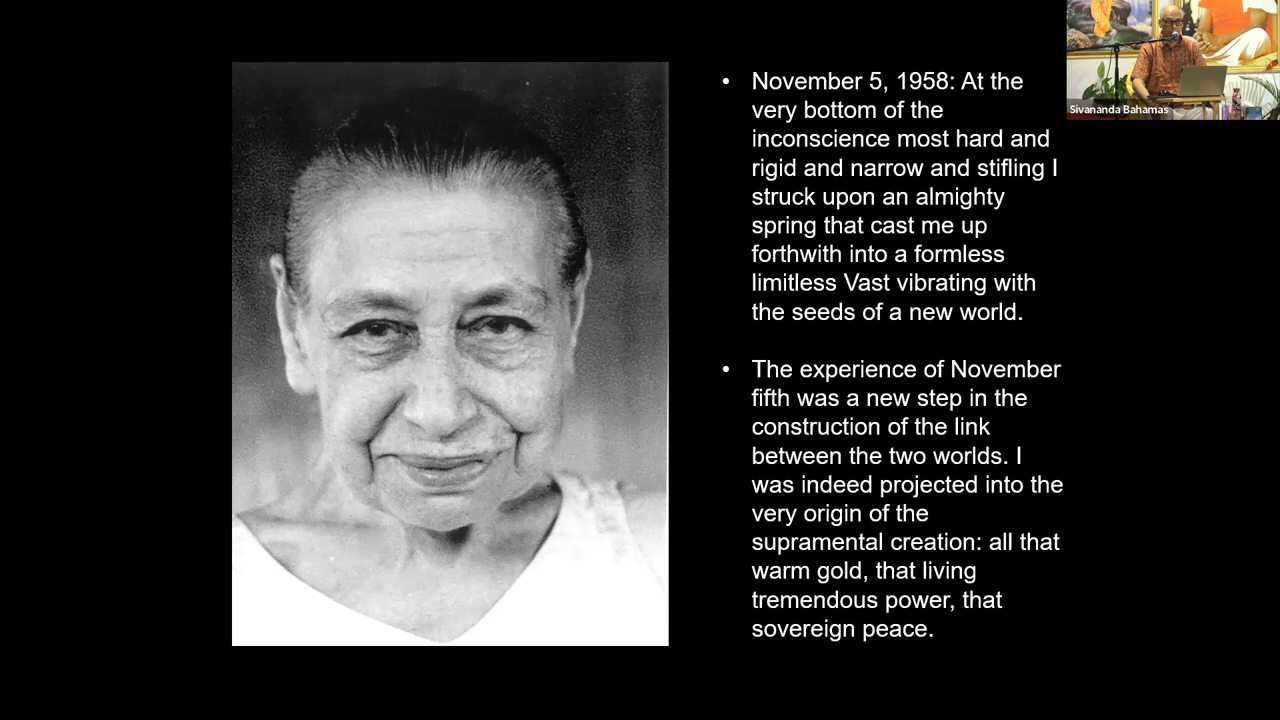 • November 5, 1958: At the
very bottom of the
inconscience most hard and
rigid and narrow and stifling I
struck upon an almighty
spring that cast me up
forthwith into a formless
limitless Vast vibrating with
the seeds of a new world.
• The experience of November
fifth was a new step in the
construction of the link
between the two worlds. I
was indeed projected into the
very origin of the
supramental creation: all that
warm gold, that living
tremendous power, that
sovereign peace.
Sivananda Bahamas